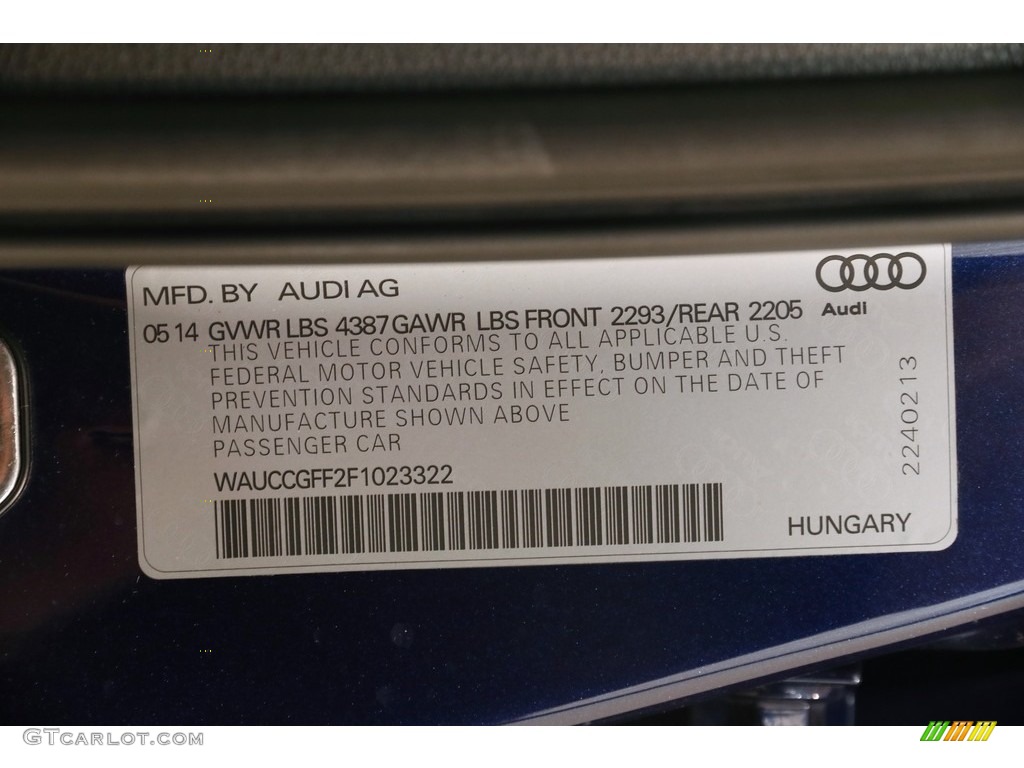 MFD. BY AUDI AG
Audi
05 14 GVWR LBS 4387 GAWR LBS FRONT 2293/REAR 2205
THIS VEHICLE CONFORMS TO ALL APPLICABLE U.S.
FEDERAL MOTOR VEHICLE SAFETY, BUMPER AND THEFT
PREVENTION STANDARDS IN EFFECT ON THE DATE OF
MANUFACTURE SHOWN ABOVE
PASSENGER CAR
2240213
WAUCCGFF2F1023322
HUNGARY
GTCarlot.com